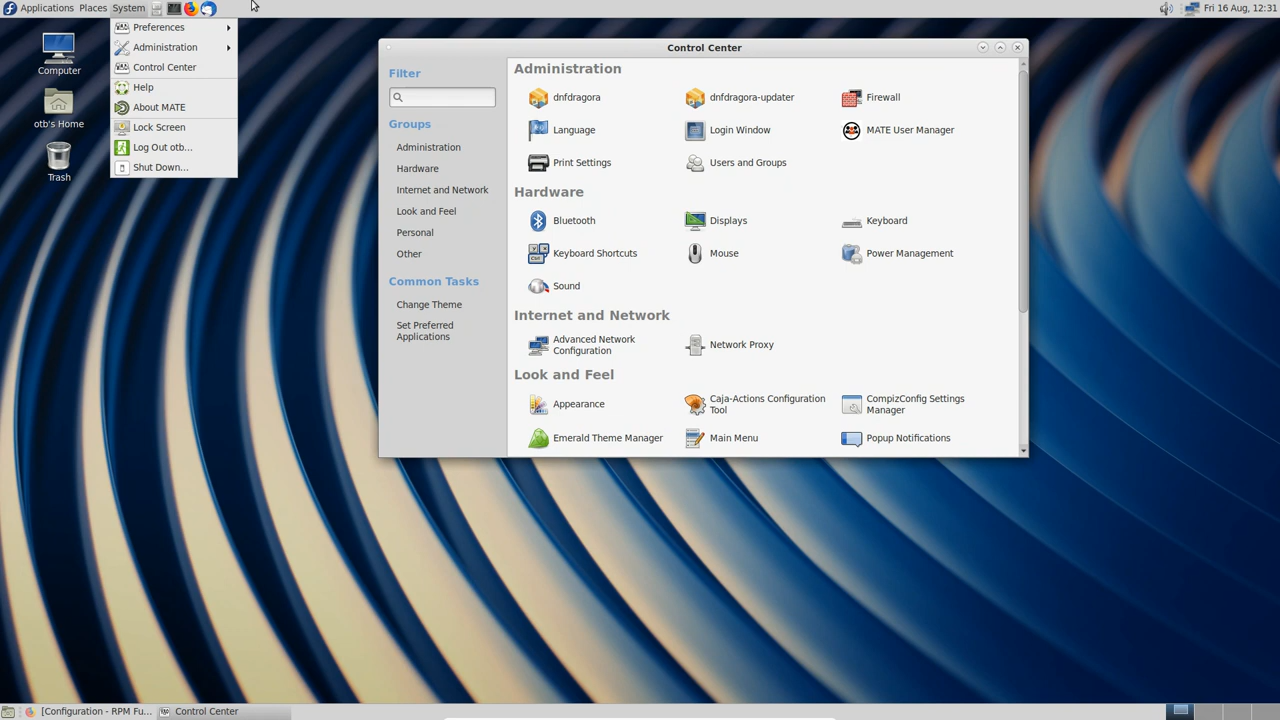 Applications Places System
Fri 16 Aug, 12:31
Preferences
Administration
Control Center
Help
About MATE
Lock Screen
Log Out otb...
Shut Down...
Computer
otb's Home
Trash
Control Center
Filter
Groups
Administration
Hardware
Internet and Network
Look and Feel
Personal
Other
Common Tasks
Change Theme
Set Preferred
Applications
Administration
dnfdragora
dnfdragora-updater
Firewall
Language
Login Window
MATE User Manager
Print Settings
Users and Groups
Hardware
Bluetooth
Displays
Keyboard
Keyboard Shortcuts
Mouse
Power Management
Sound
Internet and Network
Advanced Network
Configuration
Network Proxy
Look and Feel
Appearance
Caja-Actions Configuration
Tool
CompizConfig Settings
Manager
Emerald Theme Manager
Main Menu
Popup Notifications
[Configuration - RPM Fu...
Control Center